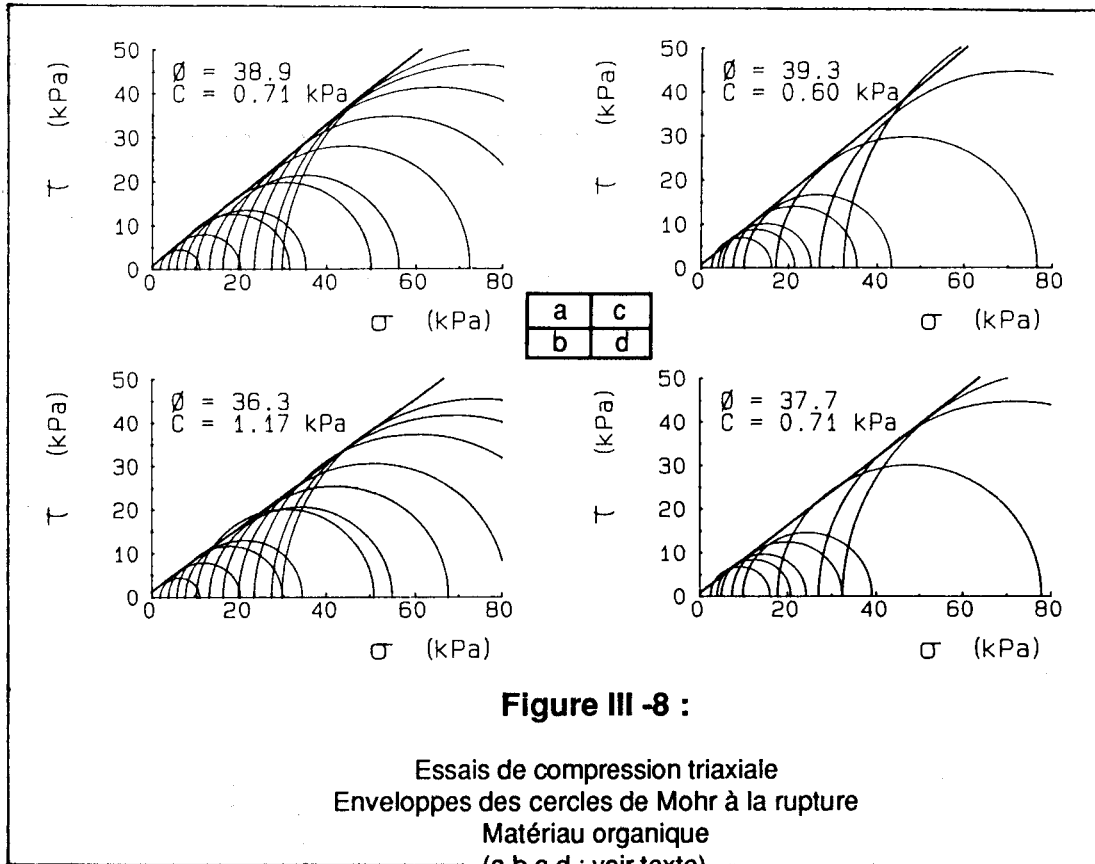 50
40
30
20
10
0
τ (kPa)
Ø = 38.9
C = 0.71 kPa
0 20 40 60 80
σ (kPa)
50
40
30
20
10
0
τ (kPa)
Ø = 39.3
C = 0.60 kPa
0 20 40 60 80
σ (kPa)
a c
b d
50
40
30
20
10
0
τ (kPa)
Ø = 36.3
C = 1.17 kPa
0 20 40 60 80
σ (kPa)
50
40
30
20
10
0
τ (kPa)
Ø = 37.7
C = 0.71 kPa
0 20 40 60 80
σ (kPa)
Figure III -8 :
Essais de compression triaxiale
Enveloppes des cercles de Mohr à la rupture
Matériau organique
(a,b,c,d : voir texte)